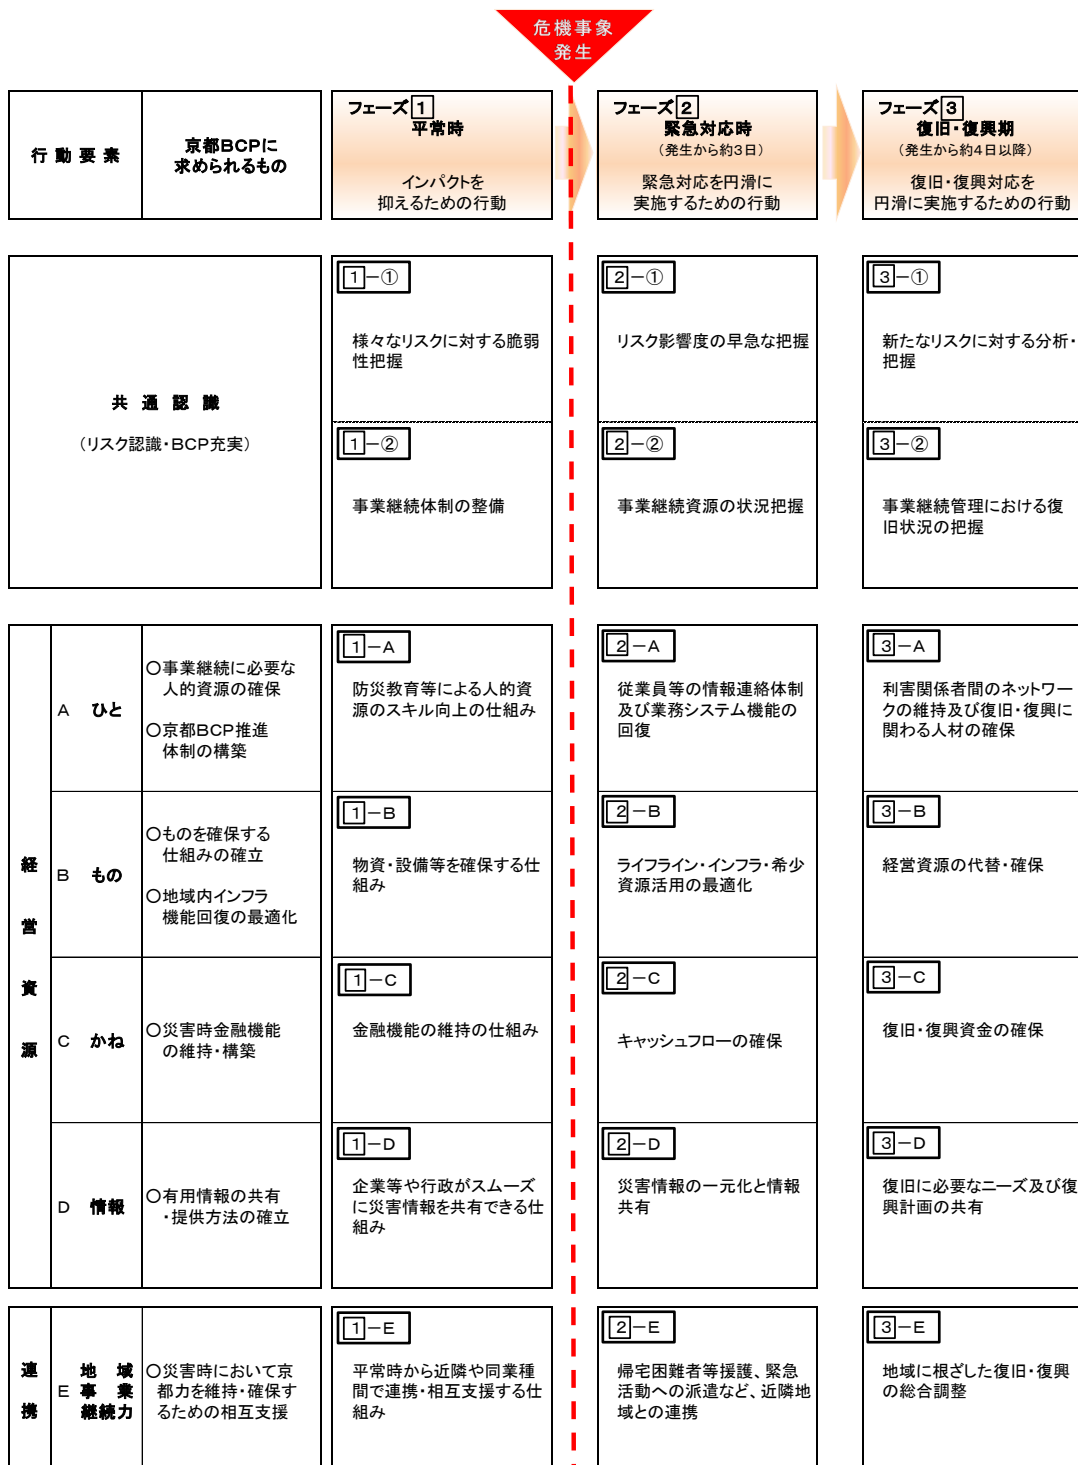 危機事象
発生
行動要素
京都BCPに
求められるもの
フェーズ1
平常時
インパクトを
抑えるための行動
フェーズ2
緊急対応時
(発生から約3日)
緊急対応を円滑に
実施するための行動
フェーズ3
復旧・復興期
(発生から約4日以降)
復旧・復興対応を
円滑に実施するための行動
共通認識
(リスク認識・BCP充実)
1-①
様々なリスクに対する脆弱
性把握
2-①
リスク影響度の早急な把握
3-①
新たなリスクに対する分析・
把握
1-②
事業継続体制の整備
2-②
事業継続資源の状況把握
3-②
事業継続管理における復
旧状況の把握
経営資源
A ひと
○事業継続に必要な
人的資源の確保
○京都BCP推進
体制の構築
1-A
防災教育等による人的資
源のスキル向上の仕組み
2-A
従業員等の情報連絡体制
及び業務システム機能の
回復
3-A
利害関係者間のネットワー
クの維持及び復旧・復興に
関わる人材の確保
B もの
○ものを確保する
仕組みの確立
○地域内インフラ
機能回復の最適化
1-B
物資・設備等を確保する仕
組み
2-B
ライフライン・インフラ・希少
資源活用の最適化
3-B
経営資源の代替・確保
C かね
○災害時金融機能
の維持・構築
1-C
金融機能の維持の仕組み
2-C
キャッシュフローの確保
3-C
復旧・復興資金の確保
D 情報
○有用情報の共有
・提供方法の確立
1-D
企業等や行政がスムーズ
に災害情報を共有できる仕
組み
2-D
災害情報の一元化と情報
共有
3-D
復旧に必要なニーズ及び復
興計画の共有
連携
E 地域
事業
継続力
○災害時において京
都力を維持・確保す
るための相互支援
1-E
平常時から近隣や同業種
間で連携・相互支援する仕
組み
2-E
帰宅困難者等援護、緊急
活動への派遣など、近隣地
域との連携
3-E
地域に根ざした復旧・復興
の総合調整